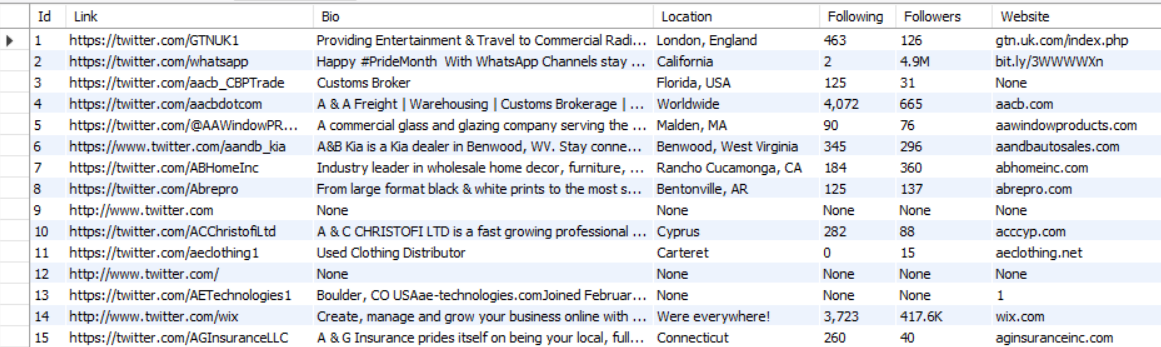 Id Link Bio Location Following Followers Website
1 https://twitter.com/GTNUK1 Providing Entertainment & Travel to Commercial Radi... London, England 463 126 gtn.uk.com/index.php
2 https://twitter.com/whatsapp Happy #PrideMonth With WhatsApp Channels stay ... California 2 4.9M bit.ly/3WWWWXn
3 https://twitter.com/aacb_CBPTrade Customs Broker Florida, USA 125 31 None
4 https://twitter.com/aacbdotcom A & A Freight | Warehousing | Customs Brokerage | ... Worldwide 4,072 665 aacb.com
5 https://twitter.com/@AAWindowPR... A commercial glass and glazing company serving the ... Malden, MA 90 76 aawindowproducts.com
6 https://www.twitter.com/aandb_kia A&B Kia is a Kia dealer in Benwood, WV. Stay conne... Benwood, West Virginia 345 296 aandbautosales.com
7 https://twitter.com/ABHomeInc Industry leader in wholesale home decor, furniture, ... Rancho Cucamonga, CA 184 360 abhomeinc.com
8 https://twitter.com/Abrepro From large format black & white prints to the most s... Bentonville, AR 125 137 abrepro.com
9 http://www.twitter.com None None None None None
10 https://twitter.com/ACChristofiLtd A & C CHRISTOFI LTD is a fast growing professional ... Cyprus 282 88 acccyp.com
11 https://twitter.com/aeclothing1 Used Clothing Distributor Carteret 0 15 aeclothing.net
12 http://www.twitter.com/ None None None None None
13 https://twitter.com/AETechnologies1 Boulder, CO USAae-technologies.comJoined Februar... None None None 1
14 http://www.twitter.com/wix Create, manage and grow your business online with ... Were everywhere! 3,723 417.6K wix.com
15 https://twitter.com/AGInsuranceLLC A & G Insurance prides itself on being your local, full... Connecticut 260 40 aginsuranceinc.com